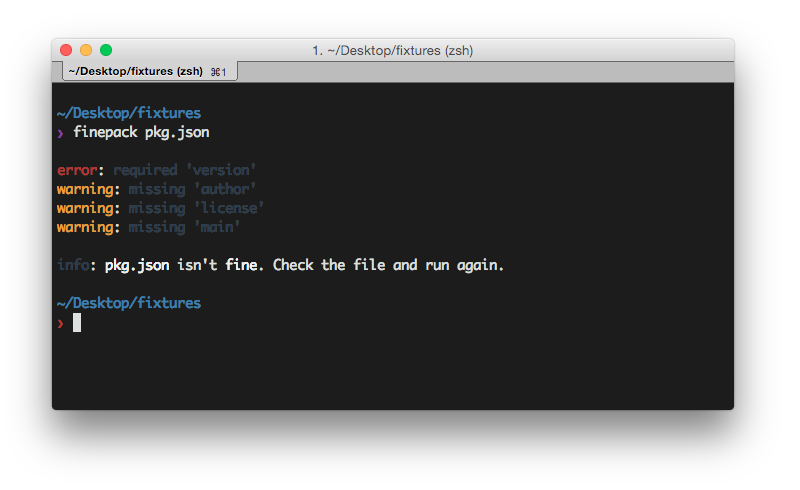 1. ~/Desktop/fixtures (zsh)
~/Desktop/fixtures (zsh) ⌘1
~/Desktop/fixtures
❯ finepack pkg.json
error: required 'version'
warning: missing 'author'
warning: missing 'license'
warning: missing 'main'
info: pkg.json isn't fine. Check the file and run again.
~/Desktop/fixtures
❯